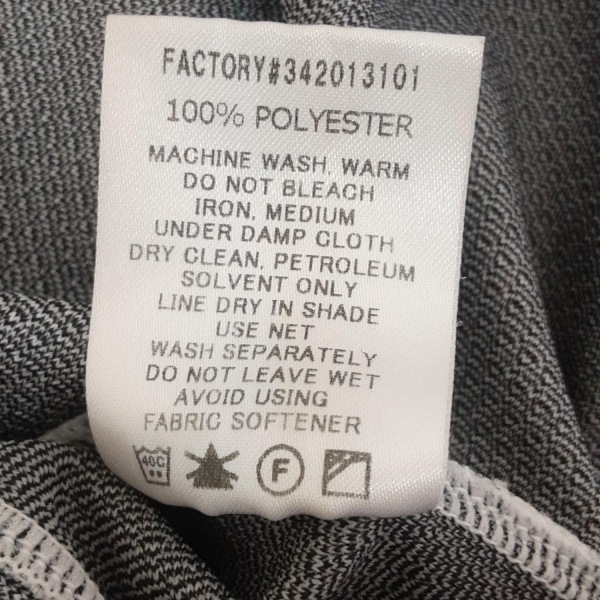 FACTORY#342013101
100% POLYESTER
MACHINE WASH, WARM
DO NOT BLEACH
IRON, MEDIUM
UNDER DAMP CLOTH
DRY CLEAN, PETROLEUM
SOLVENT ONLY
LINE DRY IN SHADE
USE NET
WASH SEPARATELY
DO NOT LEAVE WET
AVOID USING
FABRIC SOFTENER
40C F